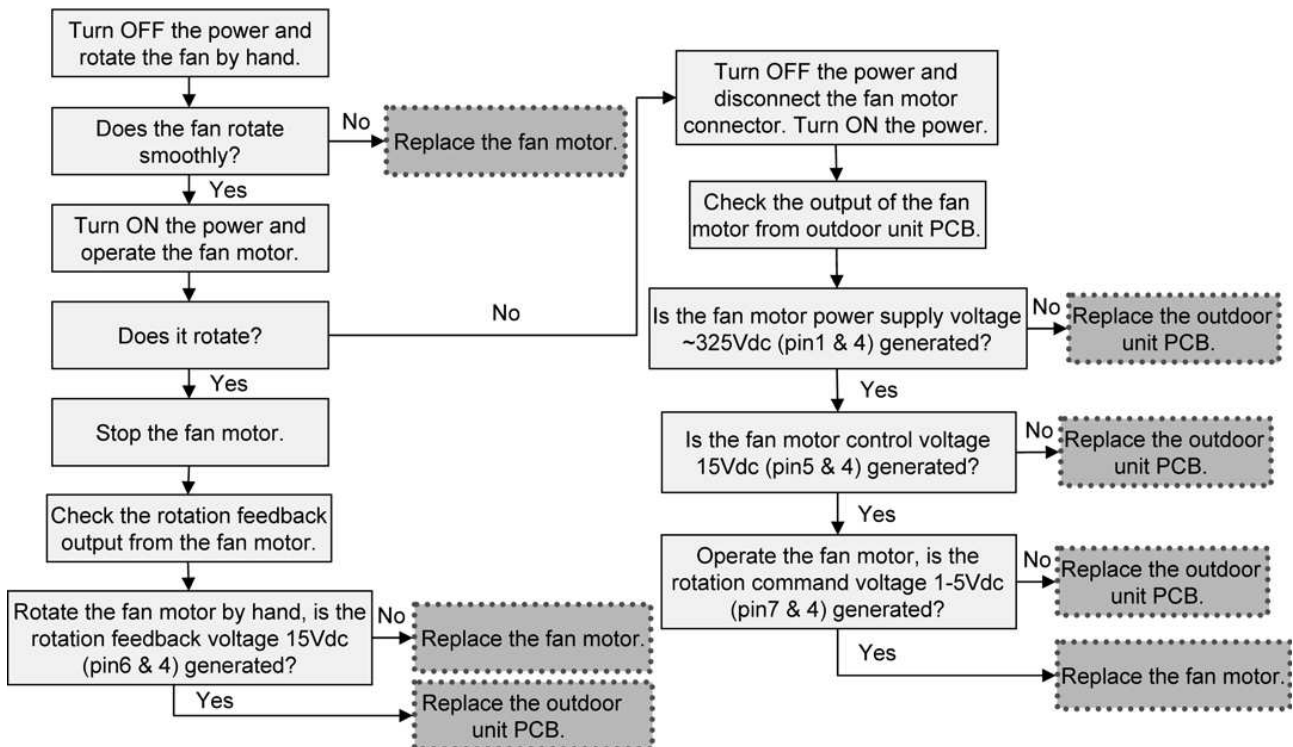 Turn OFF the power and
rotate the fan by hand.
Does the fan rotate
smoothly?
No
Replace the fan motor.
Yes
Turn ON the power and
operate the fan motor.
Does it rotate?
No
Yes
Stop the fan motor.
Check the rotation feedback
output from the fan motor.
Rotate the fan motor by hand, is the
rotation feedback voltage 15Vdc
(pin6 & 4) generated?
No
Replace the fan motor.
Yes
Replace the outdoor
unit PCB.
Turn OFF the power and
disconnect the fan motor
connector. Turn ON the power.
Check the output of the fan
motor from outdoor unit PCB.
Is the fan motor power supply voltage
~325Vdc (pin1 & 4) generated?
No
Replace the outdoor
unit PCB.
Yes
Is the fan motor control voltage
15Vdc (pin5 & 4) generated?
No
Replace the outdoor
unit PCB.
Yes
Operate the fan motor, is the
rotation command voltage 1-5Vdc
(pin7 & 4) generated?
No
Replace the outdoor
unit PCB.
Yes
Replace the fan motor.